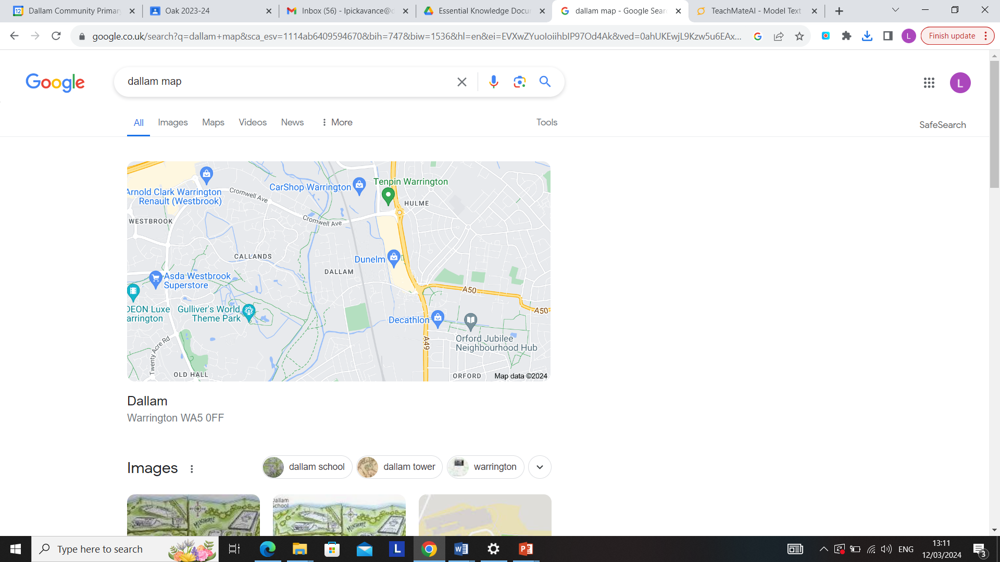 Dallam Community Primary
Oak 2023-24
Inbox (56) - lpickavance@
Essential Knowledge Docu
dallam map - Google Sear
TeachMateAI - Model Text
google.co.uk/search?q=dallam+map&sca_esv=1114ab6409594670&bih=747&biw=1536&hl=en&ei=EVXwZYuoIoiihbIP97Od4Ak&ved=0ahUKEwjL9Kzw5u6EAx...
L
Finish update
Google
dallam map
L
All
Images
Maps
Videos
News
More
Tools
SafeSearch
Tenpin Warrington
CarShop Warrington
Arnold Clark Warrington
Renault (Westbrook)
Cromwell Ave
HULME
WESTBROOK
Cromwell Ave
CALLANDS
Dunelm
DALLAM
Asda Westbrook
Superstore
A50
DEON Luxe
arrington
Gulliver's World
Theme Park
A50
Decathlon
Orford Jubilee
Neighbourhood Hub
A49
Twenty Acre Rd
OLD HALL
ORFORD
Map data ©2024
Dallam
Warrington WA5 0FF
Images
dallam school
dallam tower
warrington
Dallam
School
Type here to search
L
ENG
13:11
12/03/2024
3